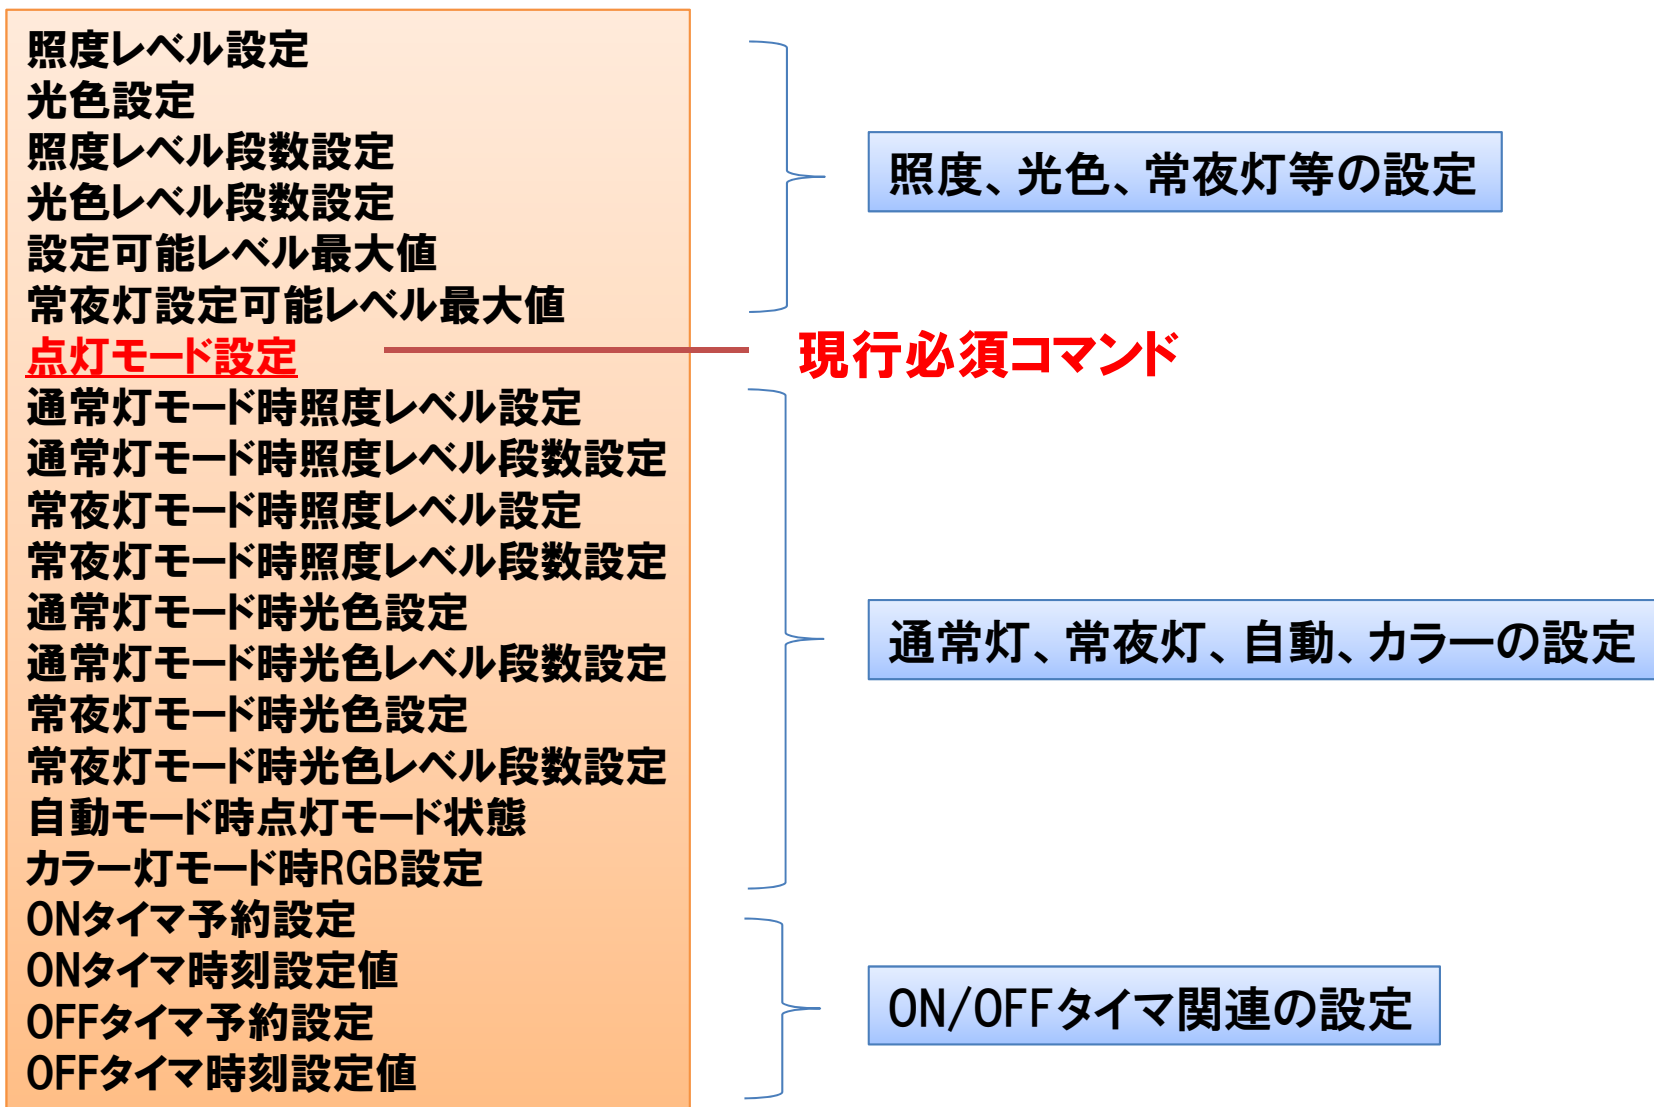 照度レベル設定
光色設定
照度レベル段数設定
光色レベル段数設定
設定可能レベル最大値
常夜灯設定可能レベル最大値
点灯モード設定
通常灯モード時照度レベル設定
通常灯モード時照度レベル段数設定
常夜灯モード時照度レベル設定
常夜灯モード時照度レベル段数設定
通常灯モード時光色設定
通常灯モード時光色レベル段数設定
常夜灯モード時光色設定
常夜灯モード時光色レベル段数設定
自動モード時点灯モード状態
カラー灯モード時RGB設定
ONタイマ予約設定
ONタイマ時刻設定値
OFFタイマ予約設定
OFFタイマ時刻設定値
照度、光色、常夜灯等の設定
現行必須コマンド
通常灯、常夜灯、自動、カラーの設定
ON/OFFタイマ関連の設定